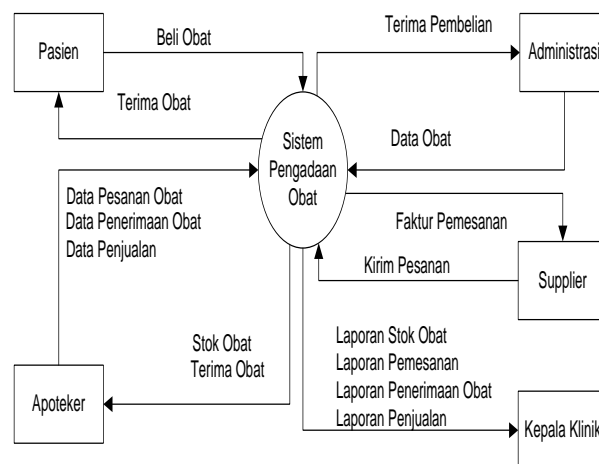 Pasien
Beli Obat
Terima Pembelian
Administrasi
Terima Obat
Sistem
Pengadaan
Obat
Data Obat
Data Pesanan Obat
Data Penerimaan Obat
Data Penjualan
Faktur Pemesanan
Kirim Pesanan
Supplier
Stok Obat
Terima Obat
Laporan Stok Obat
Laporan Pemesanan
Laporan Penerimaan Obat
Laporan Penjualan
Apoteker
Kepala Klinik